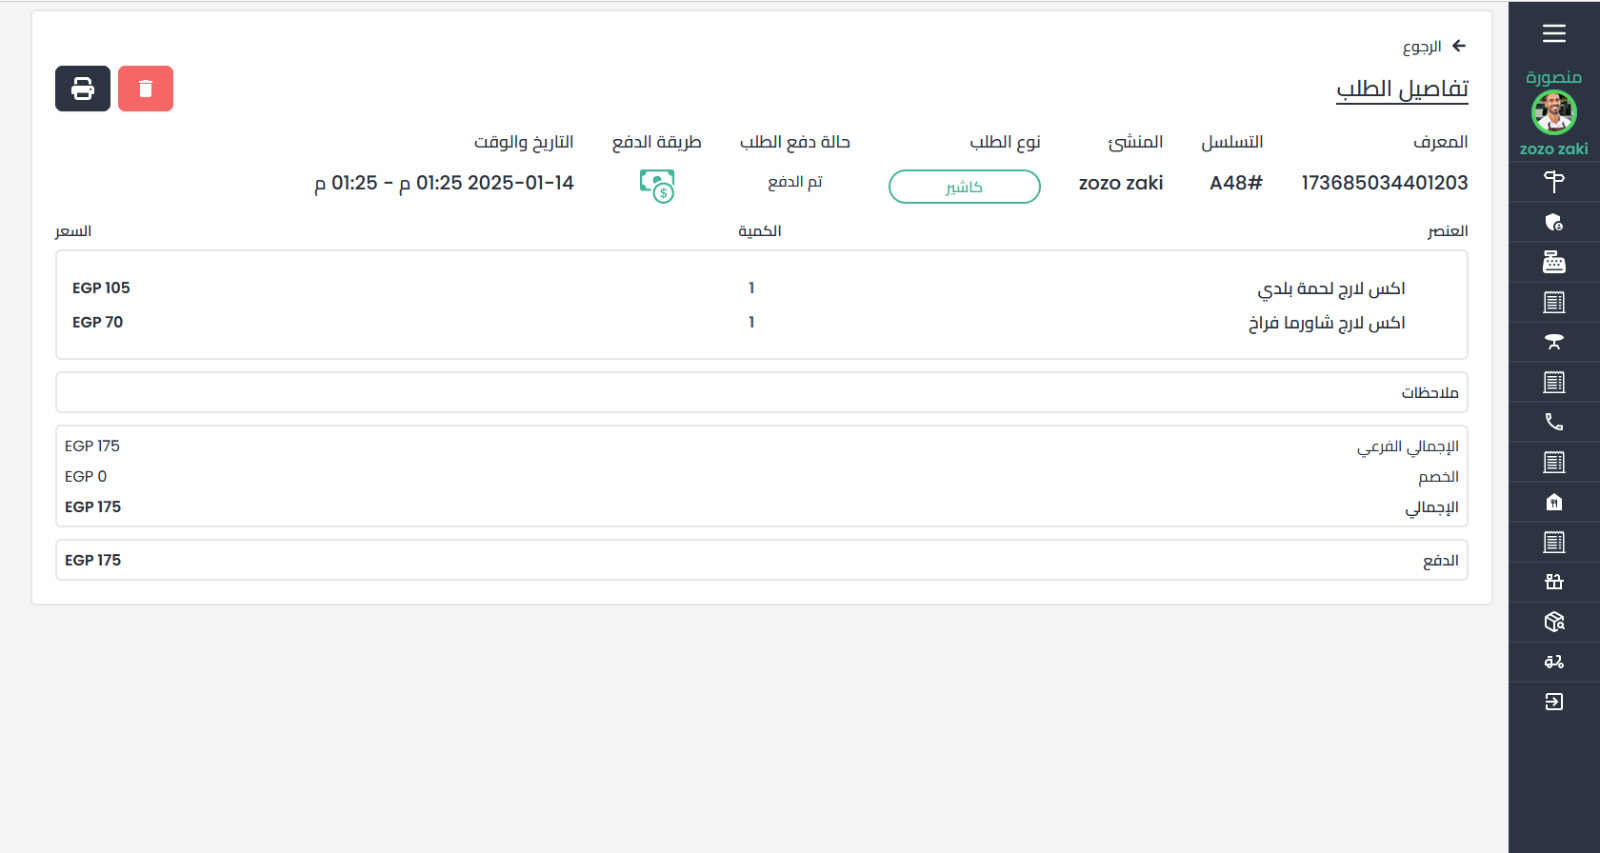 الرجوع
تفاصيل الطلب
المعرف التسلسل المنشئ نوع الطلب حالة دفع الطلب طريقة الدفع التاريخ والوقت
173685034401203 A48# zozo zaki كاشير تم الدفع 2025-01-14 01:25 م - 01:25 م
العنصر الكمية السعر
اكس لارج لحمة بلدي 1 EGP 105
اكس لارج شاورما فراخ 1 EGP 70
ملاحظات
الإجمالي الفرعي EGP 175
الخصم EGP 0
الإجمالي EGP 175
الدفع EGP 175
منصورة
zozo zaki